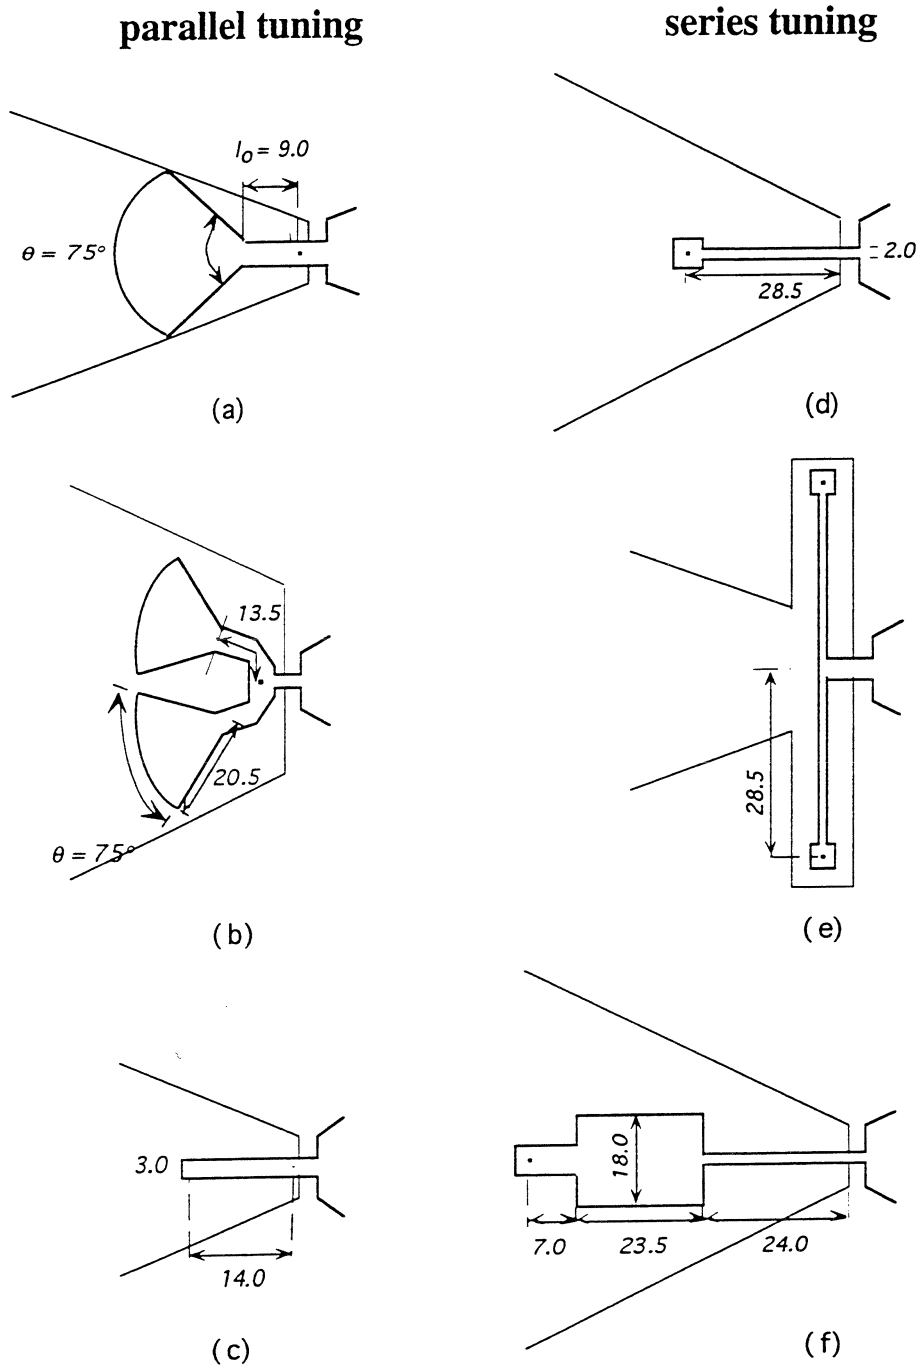 parallel tuning
series tuning
l₀ = 9.0
θ = 75°
(a)
2.0
28.5
(d)
13.5
20.5
θ = 75°
(b)
28.5
(e)
3.0
14.0
(c)
18.0
7.0
23.5
24.0
(f)